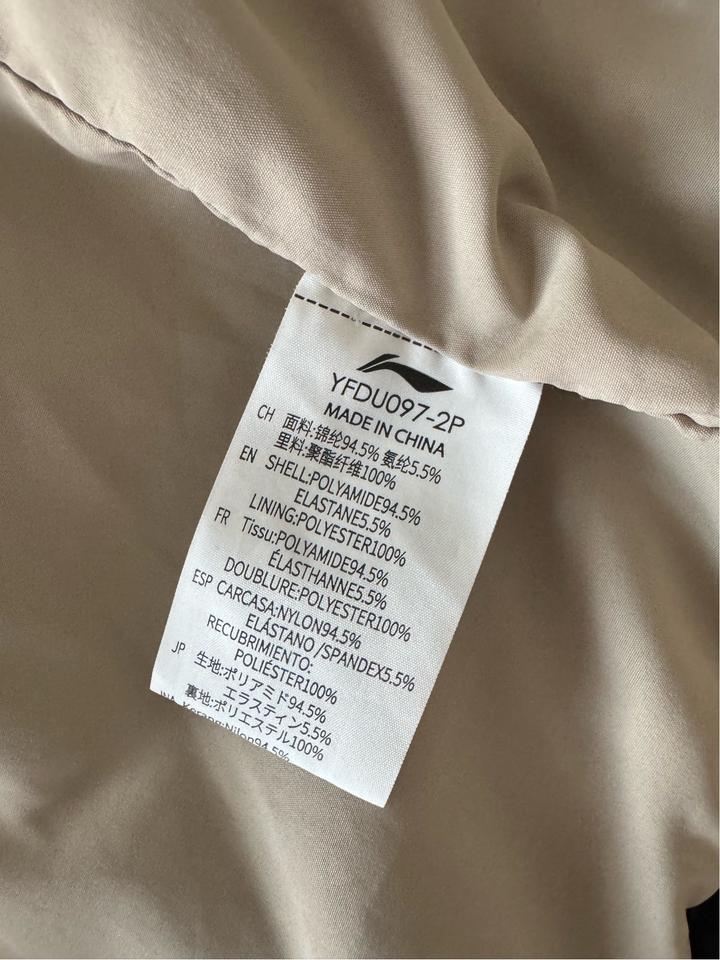 YFDU097-2P
MADE IN CHINA
CH 面料:锦纶94.5% 氨纶5.5%
里料:聚酯纤维100%
EN SHELL:POLYAMIDE94.5%
ELASTANE5.5%
LINING:POLYESTER100%
FR Tissu:POLYAMIDE94.5%
ÉLASTHANNE5.5%
DOUBLURE:POLYESTER100%
ESP CARCASA:NYLON94.5%
ELÁSTANO /SPANDEX5.5%
RECUBRIMIENTO:
POLIÉSTER100%
JP 生地:ポリアミド94.5%
エラスティン5.5%
裏地:ポリエステル100%
Nilon94.5%